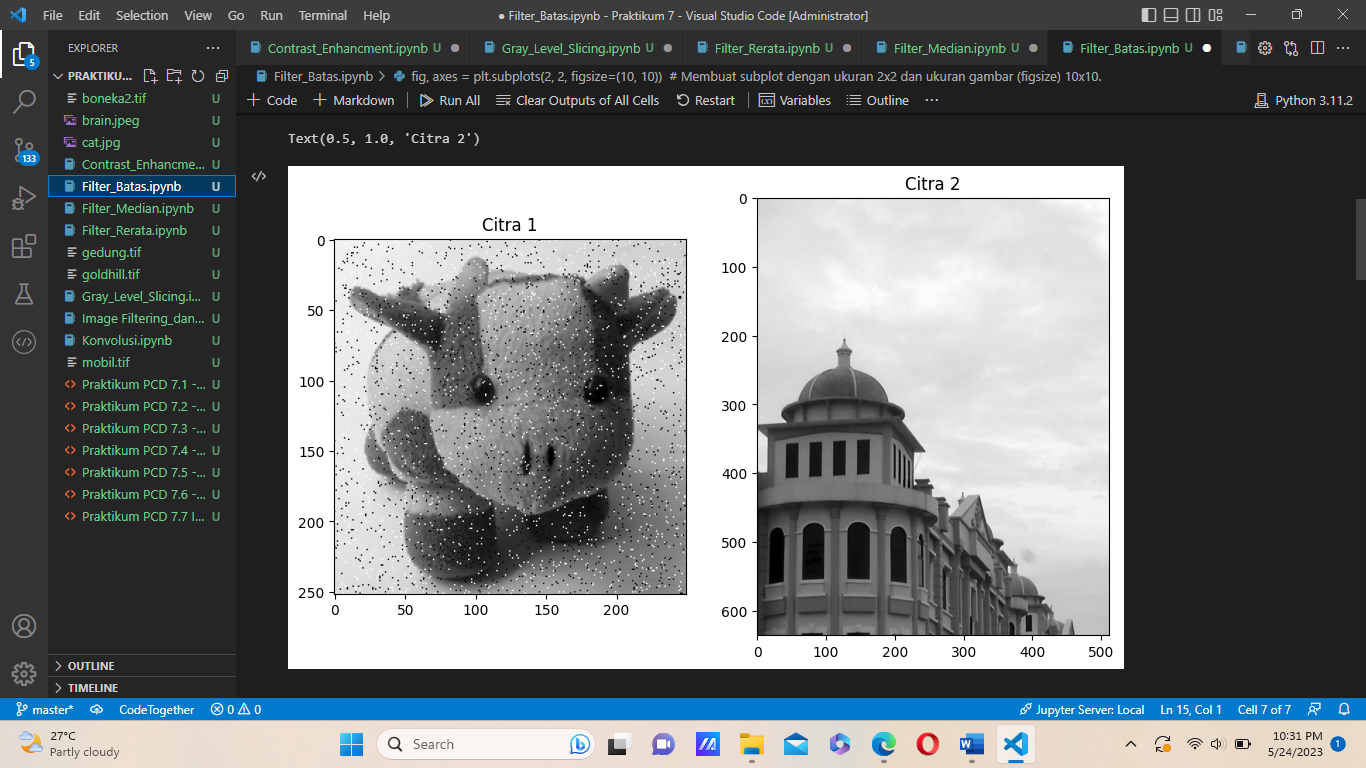 File Edit Selection View Go Run Terminal Help
● Filter_Batas.ipynb - Praktikum 7 - Visual Studio Code [Administrator]
EXPLORER
Contrast_Enhancment.ipynb U
Gray_Level_Slicing.ipynb U
Filter_Rerata.ipynb U
Filter_Median.ipynb U
Filter_Batas.ipynb U
PRAKTIKU...
Filter_Batas.ipynb > fig, axes = plt.subplots(2, 2, figsize=(10, 10)) # Membuat subplot dengan ukuran 2x2 dan ukuran gambar (figsize) 10x10.
+ Code + Markdown Run All Clear Outputs of All Cells Restart Variables Outline ... Python 3.11.2
5
133
boneka2.tif U
brain.jpeg U
cat.jpg U
Contrast_Enhancme... U
Filter_Batas.ipynb U
Filter_Median.ipynb U
Filter_Rerata.ipynb U
gedung.tif U
goldhill.tif U
Gray_Level_Slicing.i... U
Image Filtering_dan... U
Konvolusi.ipynb U
mobil.tif U
Praktikum PCD 7.1 -... U
Praktikum PCD 7.2 -... U
Praktikum PCD 7.3 -... U
Praktikum PCD 7.4 -... U
Praktikum PCD 7.5 -... U
Praktikum PCD 7.6 -... U
Praktikum PCD 7.7 I... U
OUTLINE
TIMELINE
Text(0.5, 1.0, 'Citra 2')
Citra 1
0
50
100
150
200
250
0 50 100 150 200
Citra 2
0
100
200
300
400
500
600
0 100 200 300 400 500
master* CodeTogether 0 0 Jupyter Server: Local Ln 15, Col 1 Cell 7 of 7
27°C
Partly cloudy
Search
10:31 PM
5/24/2023
1